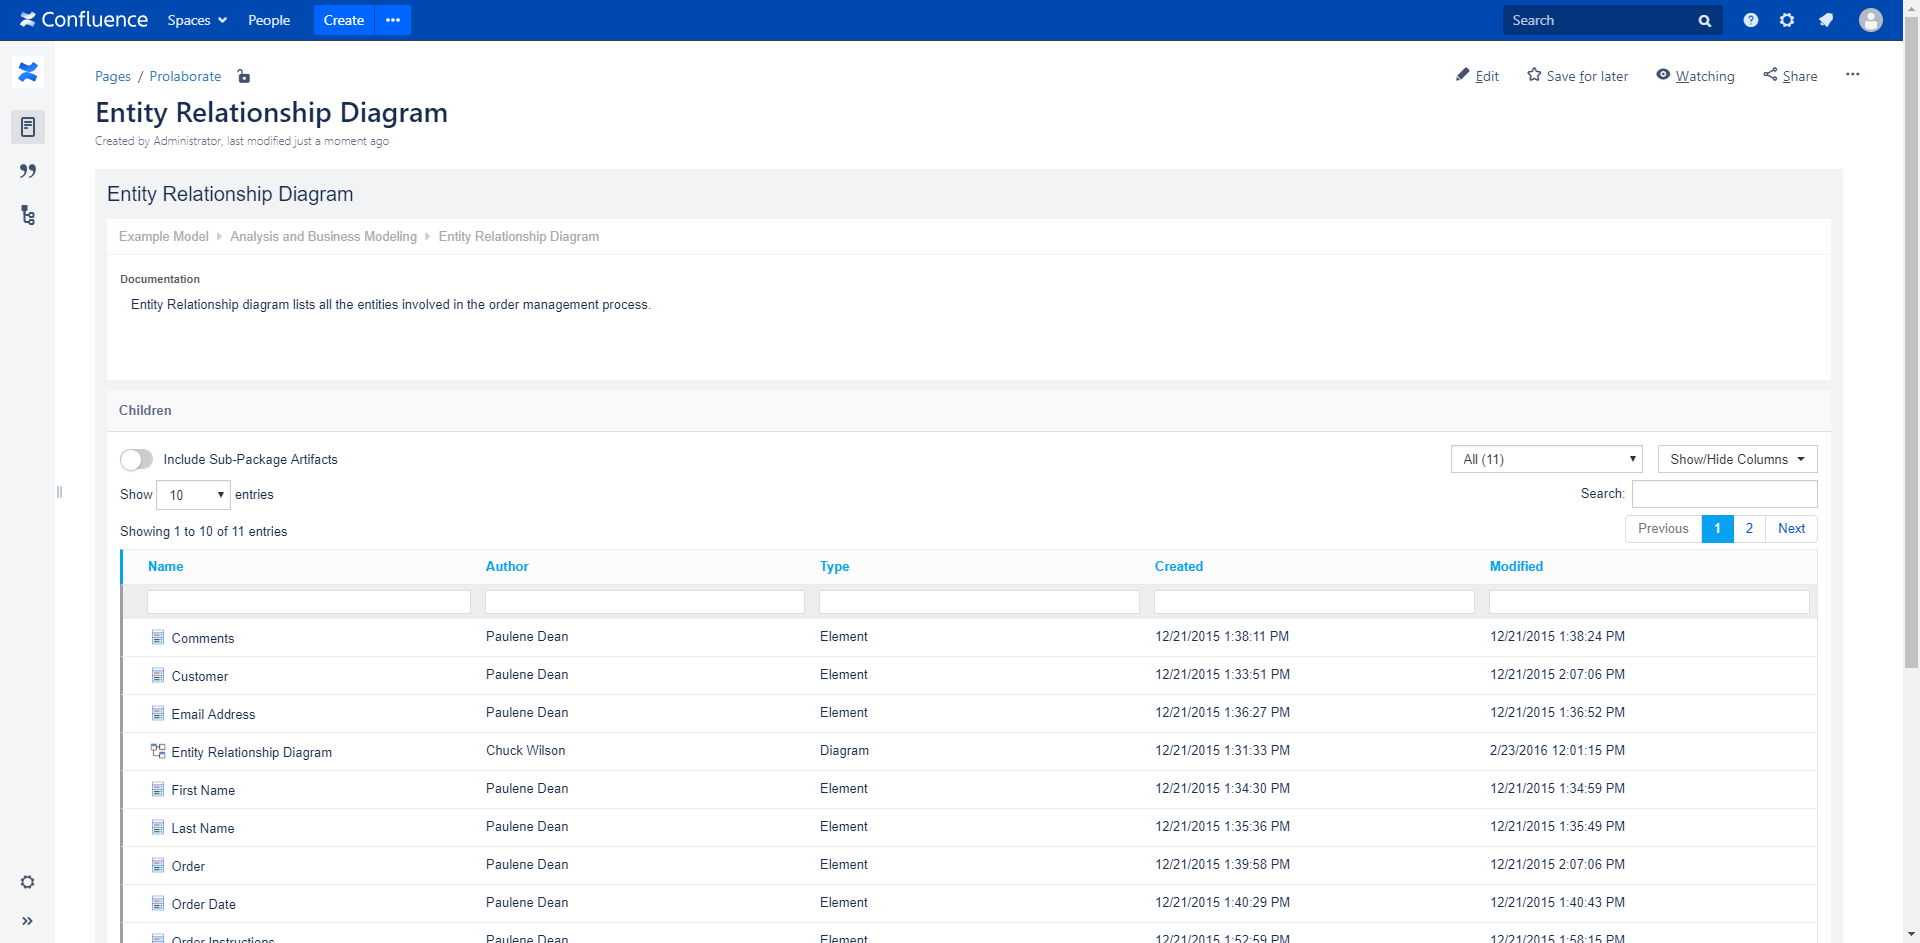 Confluence Spaces People Create ••• Search
Pages / Prolaborate Edit Save for later Watching Share •••
Entity Relationship Diagram
Created by Administrator, last modified just a moment ago
Entity Relationship Diagram
Example Model Analysis and Business Modeling Entity Relationship Diagram
Documentation
Entity Relationship diagram lists all the entities involved in the order management process.
Children
Include Sub-Package Artifacts All (11) Show/Hide Columns
Show 10 entries Search:
Showing 1 to 10 of 11 entries Previous 1 2 Next
Name Author Type Created Modified
Comments Paulene Dean Element 12/21/2015 1:38:11 PM 12/21/2015 1:38:24 PM
Customer Paulene Dean Element 12/21/2015 1:33:51 PM 12/21/2015 2:07:06 PM
Email Address Paulene Dean Element 12/21/2015 1:36:27 PM 12/21/2015 1:36:52 PM
Entity Relationship Diagram Chuck Wilson Diagram 12/21/2015 1:31:33 PM 2/23/2016 12:01:15 PM
First Name Paulene Dean Element 12/21/2015 1:34:30 PM 12/21/2015 1:34:59 PM
Last Name Paulene Dean Element 12/21/2015 1:35:36 PM 12/21/2015 1:35:49 PM
Order Paulene Dean Element 12/21/2015 1:39:58 PM 12/21/2015 2:07:06 PM
Order Date Paulene Dean Element 12/21/2015 1:40:29 PM 12/21/2015 1:40:43 PM
Order Instructions Paulene Dean Element 12/21/2015 1:52:59 PM 12/21/2015 1:58:15 PM